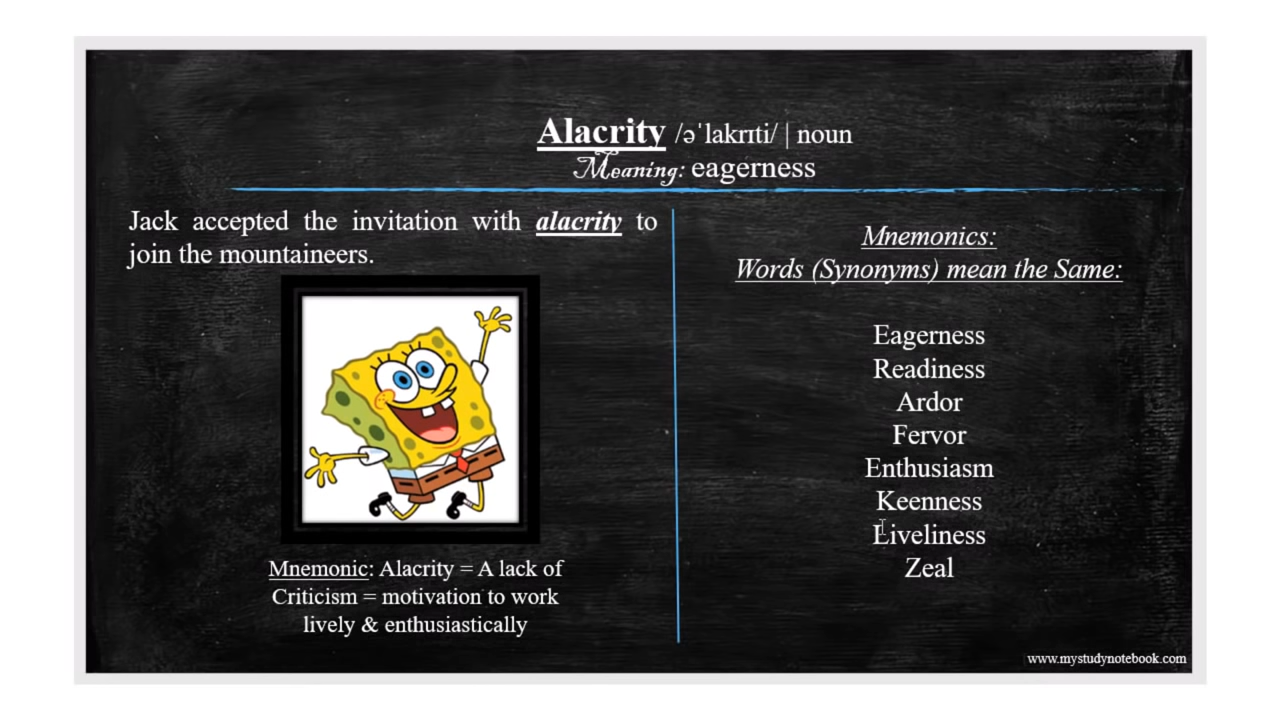 Alacrity /əˈlakrɪti/ | noun
Meaning: eagerness
Jack accepted the invitation with alacrity to
join the mountaineers.
Mnemonic: Alacrity = A lack of
Criticism = motivation to work
lively & enthusiastically
Mnemonics:
Words (Synonyms) mean the Same:
Eagerness
Readiness
Ardor
Fervor
Enthusiasm
Keenness
Liveliness
Zeal
www.mystudynotebook.com